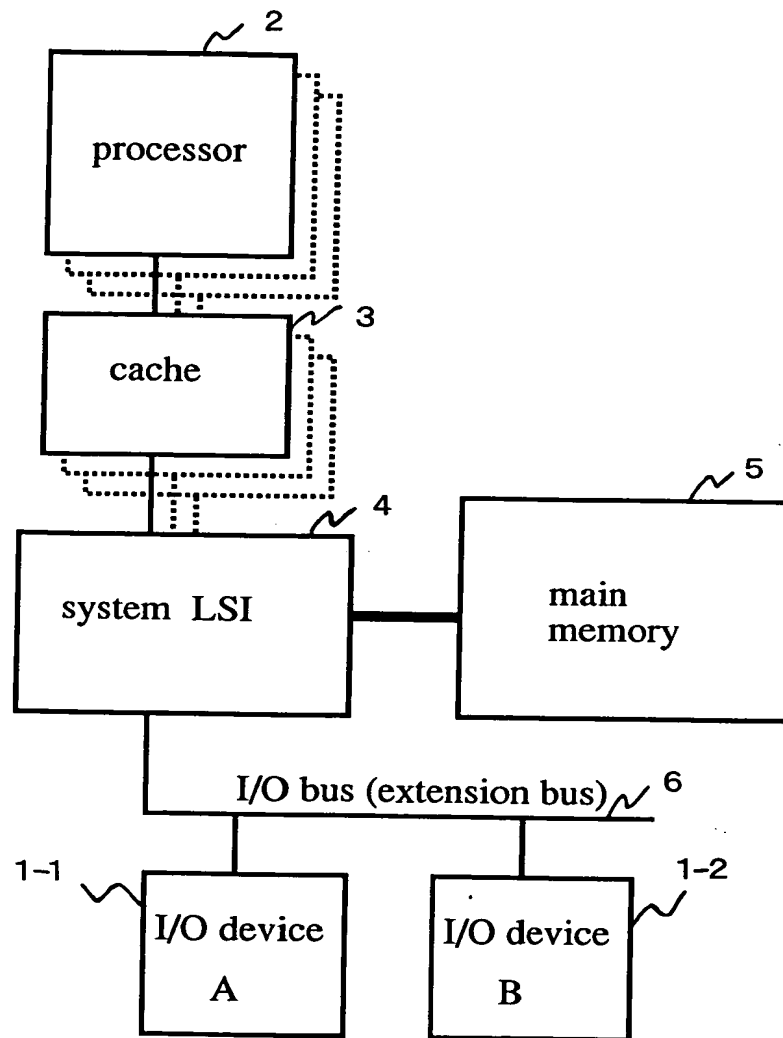 2
processor
3
cache
4
system LSI
5
main
memory
I/O bus (extension bus)
6
1-1
I/O device
A
1-2
I/O device
B